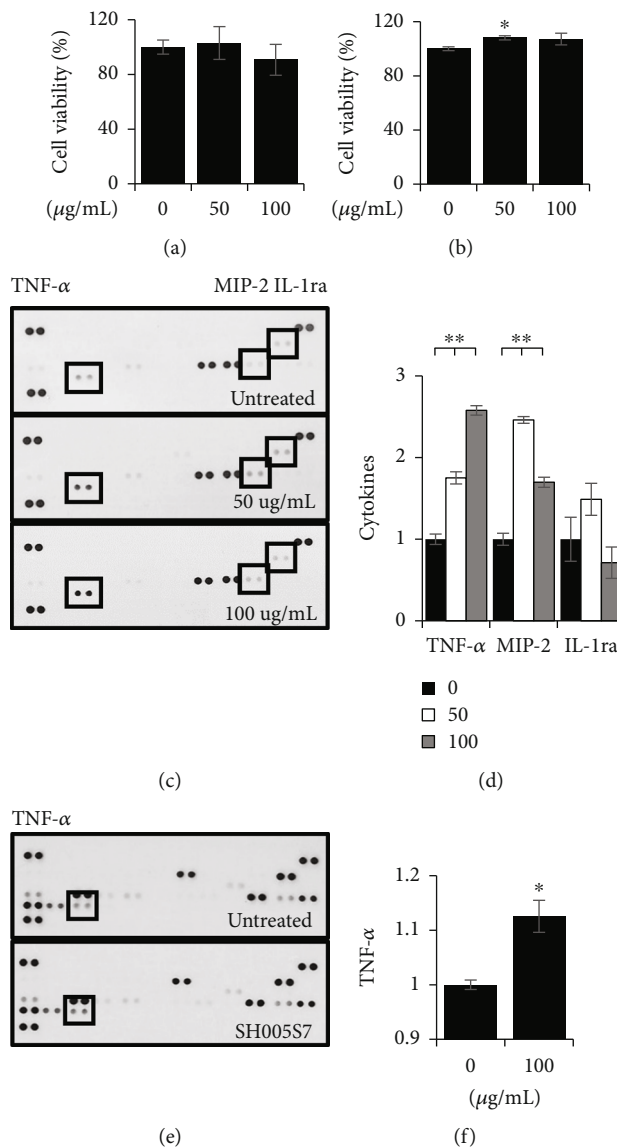 Cell viability (%)
120
80
40
0
(μg/mL) 0 50 100
(a)
Cell viability (%)
120
*
80
40
0
(μg/mL) 0 50 100
(b)
TNF-α MIP-2 IL-1ra
Untreated
50 ug/mL
100 ug/mL
(c)
** **
Cytokines
3
2
1
0
TNF-α MIP-2 IL-1ra
0
50
100
(d)
TNF-α
Untreated
SH005S7
(e)
TNF-α
1.2
*
1.1
1
0.9
0 100
(μg/mL)
(f)